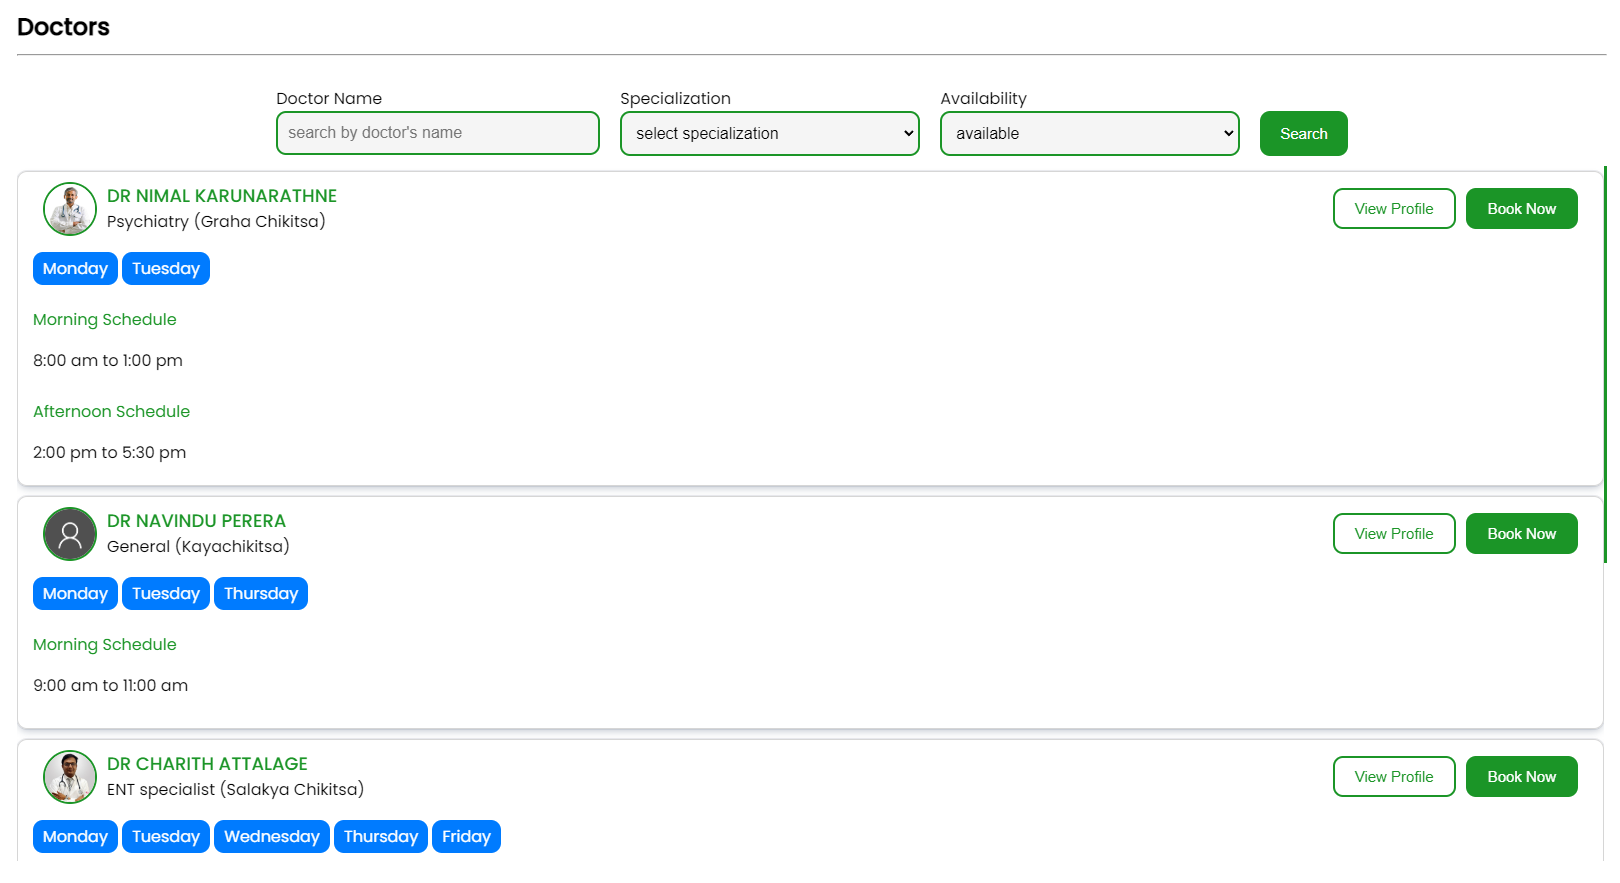 Doctors
Doctor Name
Specialization
Availability
search by doctor's name
select specialization
available
Search
DR NIMAL KARUNARATHNE
Psychiatry (Graha Chikitsa)
View Profile
Book Now
Monday Tuesday
Morning Schedule
8:00 am to 1:00 pm
Afternoon Schedule
2:00 pm to 5:30 pm
DR NAVINDU PERERA
General (Kayachikitsa)
View Profile
Book Now
Monday Tuesday Thursday
Morning Schedule
9:00 am to 11:00 am
DR CHARITH ATTALAGE
ENT specialist (Salakya Chikitsa)
View Profile
Book Now
Monday Tuesday Wednesday Thursday Friday